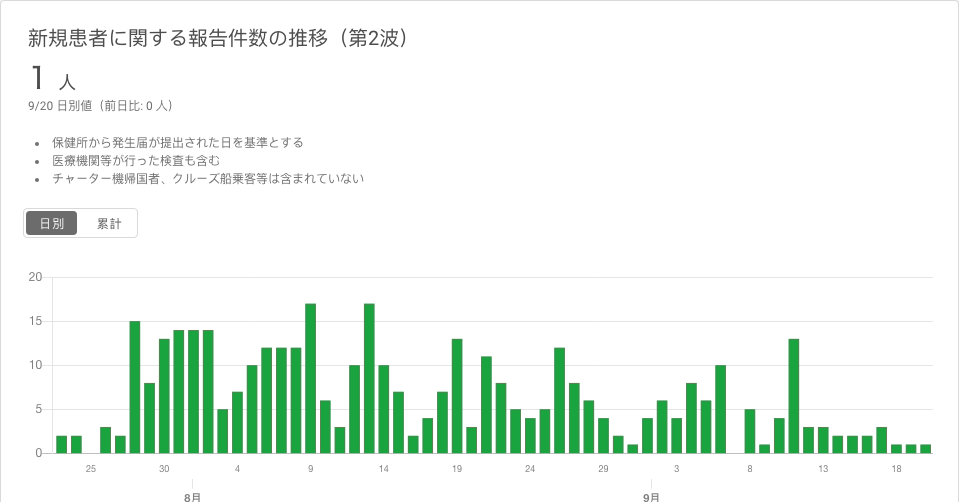 新規患者に関する報告件数の推移（第2波）
1 人
9/20 日別値（前日比: 0 人）
保健所から発生届が提出された日を基準とする
医療機関等が行った検査も含む
チャーター機帰国者、クルーズ船乗客等は含まれていない
日別 累計
20
15
10
5
0
25 30 4 9 14 19 24 29 3 8 13 18
8月 9月